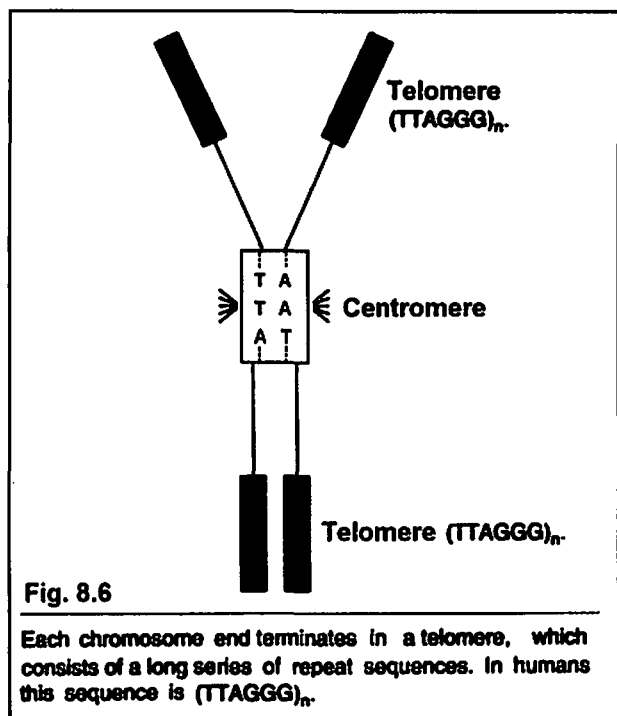 Telomere
(TTAGGG)n.
T A
T A
A T
Centromere
Telomere (TTAGGG)n.
Fig. 8.6
Each chromosome end terminates in a telomere, which
consists of a long series of repeat sequences. In humans
this sequence is (TTAGGG)n.